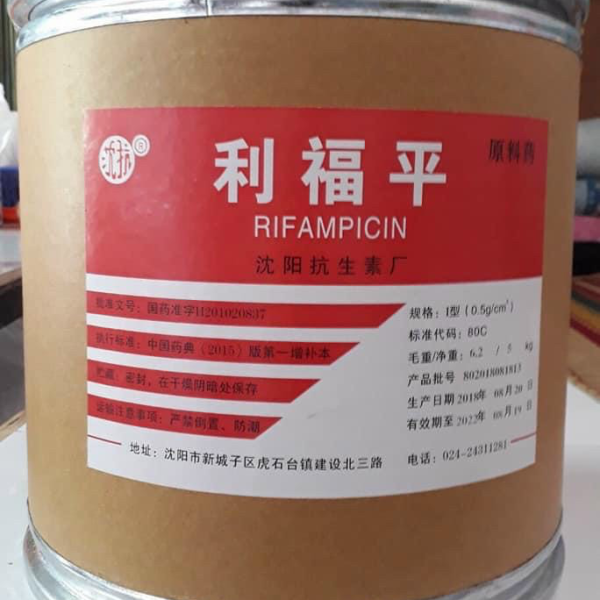 沈抗®
利福平
原料药
RIFAMPICIN
沈阳抗生素厂
批准文号：国药准字H201020837
执行标准：中国药典（2015）版第一增补本
贮藏：密封，在干燥阴暗处保存
运输注意事项：严禁倒置、防潮
规格：I型（0.5g/cm³）
标准代码：80C
毛重/净重：6.2 / 5 kg
产品批号 802018081813
生产日期 2018年 08月 20日
有效期至 2022年 08月 19日
地址：沈阳市新城子区虎石台镇建设北三路
电话：024-24311281